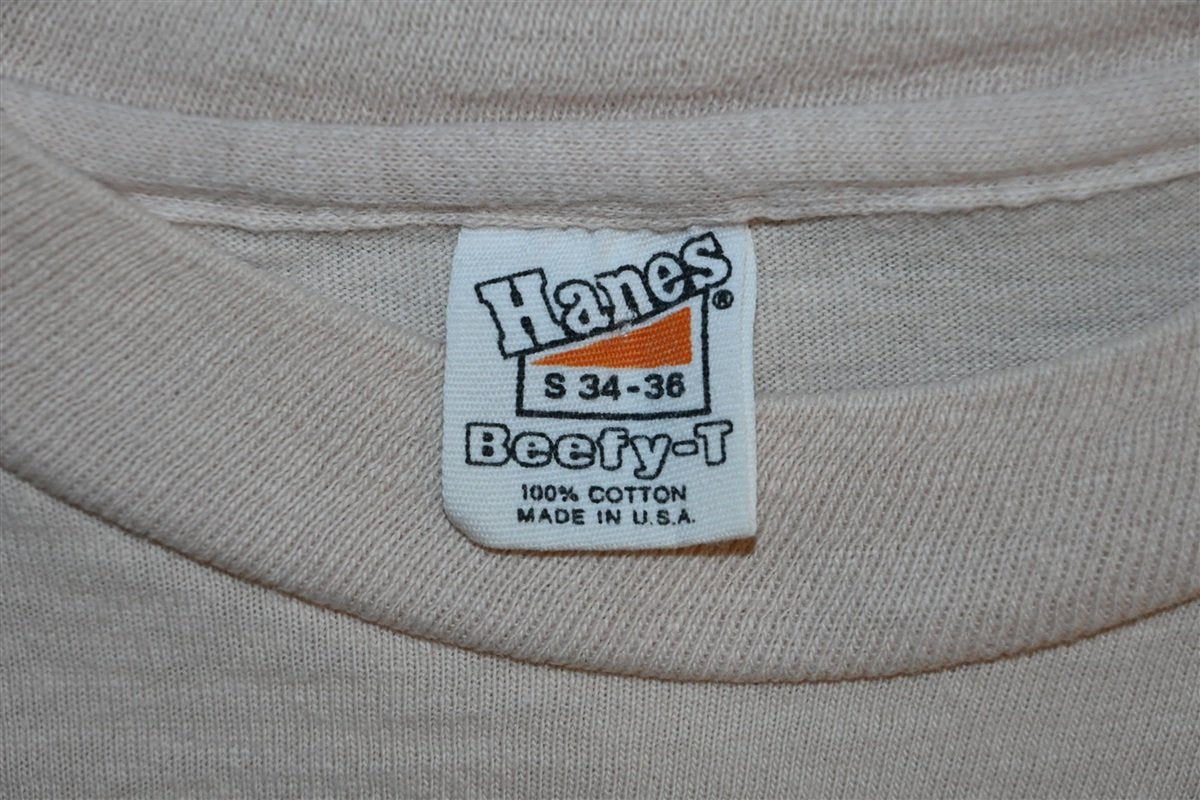 Hanes®
S 34-36
Beefy-T
100% COTTON
MADE IN U.S.A.